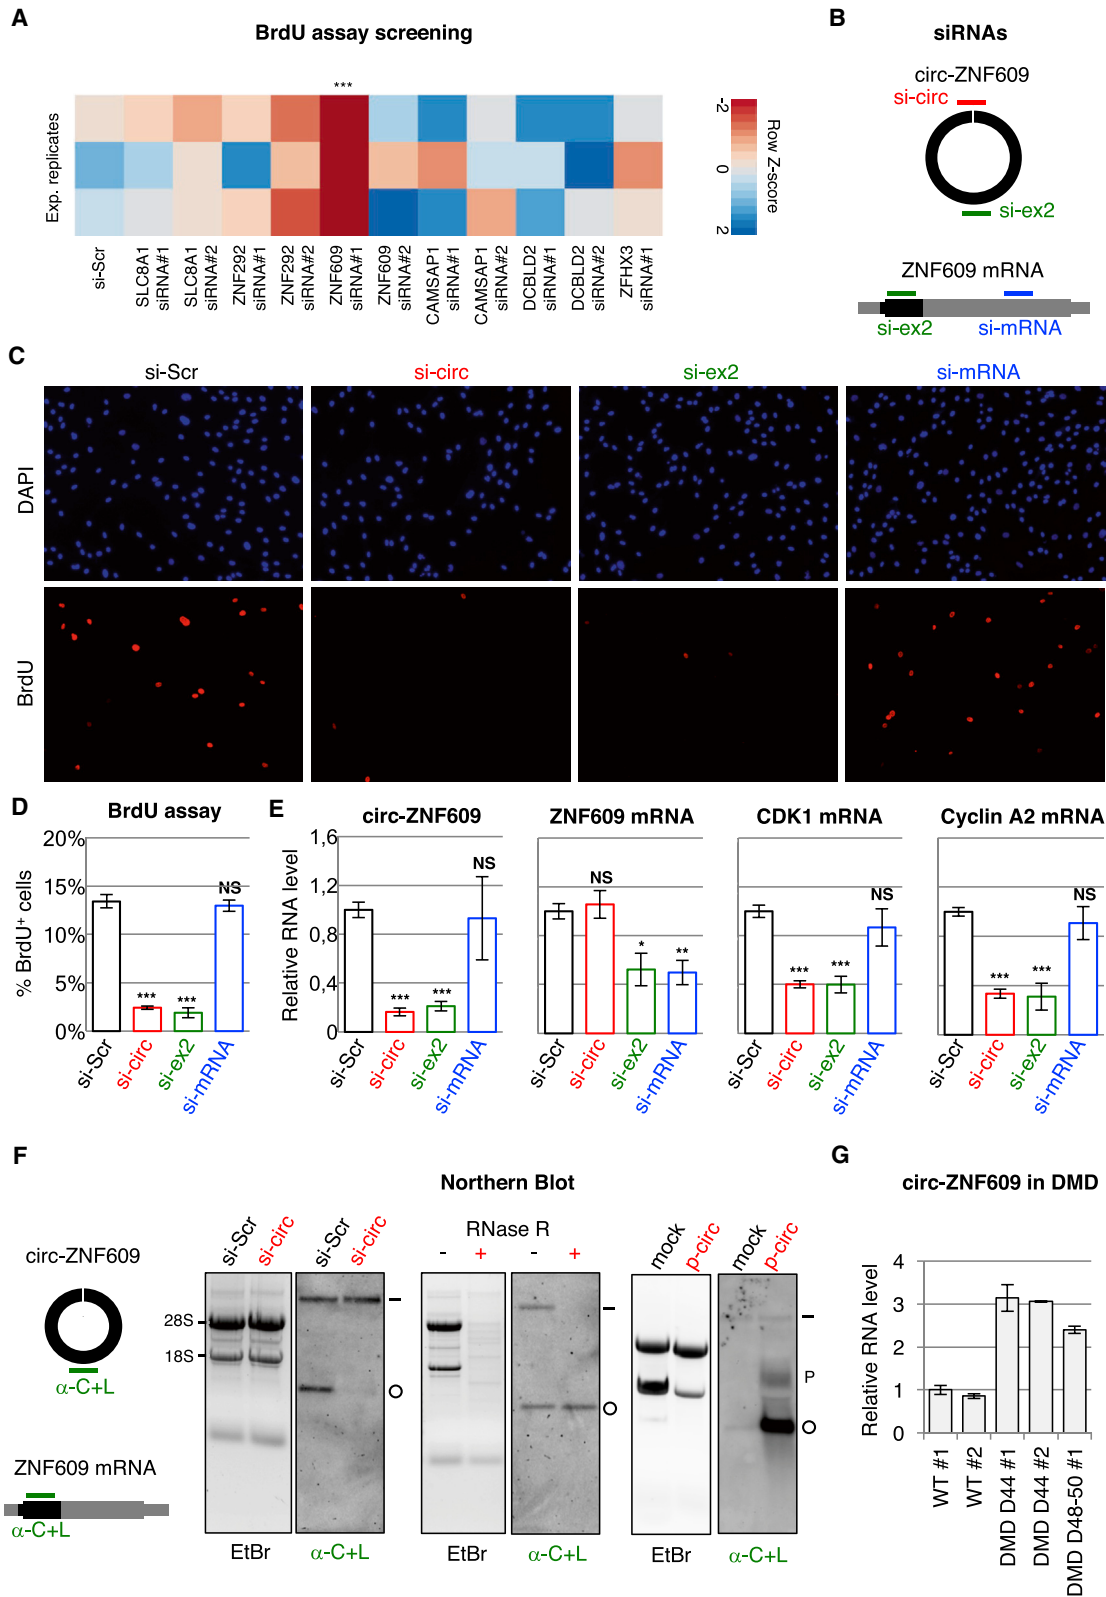 A
BrdU assay screening
***
Exp. replicates
si-Scr
SLC8A1 siRNA#1
SLC8A1 siRNA#2
ZNF292 siRNA#1
ZNF292 siRNA#2
ZNF609 siRNA#1
ZNF609 siRNA#2
CAMSAP1 siRNA#1
CAMSAP1 siRNA#2
DCBLD2 siRNA#1
DCBLD2 siRNA#2
ZFHX3 siRNA#1
-2
0
2
Row Z-score
B
siRNAs
circ-ZNF609
si-circ
si-ex2
ZNF609 mRNA
si-ex2
si-mRNA
C
si-Scr
si-circ
si-ex2
si-mRNA
DAPI
BrdU
D
BrdU assay
% BrdU+ cells
20%
15%
10%
5%
0%
***
***
NS
si-Scr
si-circ
si-ex2
si-mRNA
E
circ-ZNF609
Relative RNA level
1,6
1,2
0,8
0,4
0
***
***
NS
si-Scr
si-circ
si-ex2
si-mRNA
ZNF609 mRNA
NS
*
**
si-Scr
si-circ
si-ex2
si-mRNA
CDK1 mRNA
***
***
NS
si-Scr
si-circ
si-ex2
si-mRNA
Cyclin A2 mRNA
***
***
NS
si-Scr
si-circ
si-ex2
si-mRNA
F
Northern Blot
circ-ZNF609
α-C+L
ZNF609 mRNA
α-C+L
si-Scr
si-circ
si-Scr
si-circ
28S
18S
EtBr
α-C+L
RNase R
- + - +
EtBr
α-C+L
mock
p-circ
mock
p-circ
P
EtBr
α-C+L
G
circ-ZNF609 in DMD
Relative RNA level
4
3
2
1
0
WT #1
WT #2
DMD D44 #1
DMD D44 #2
DMD D48-50 #1